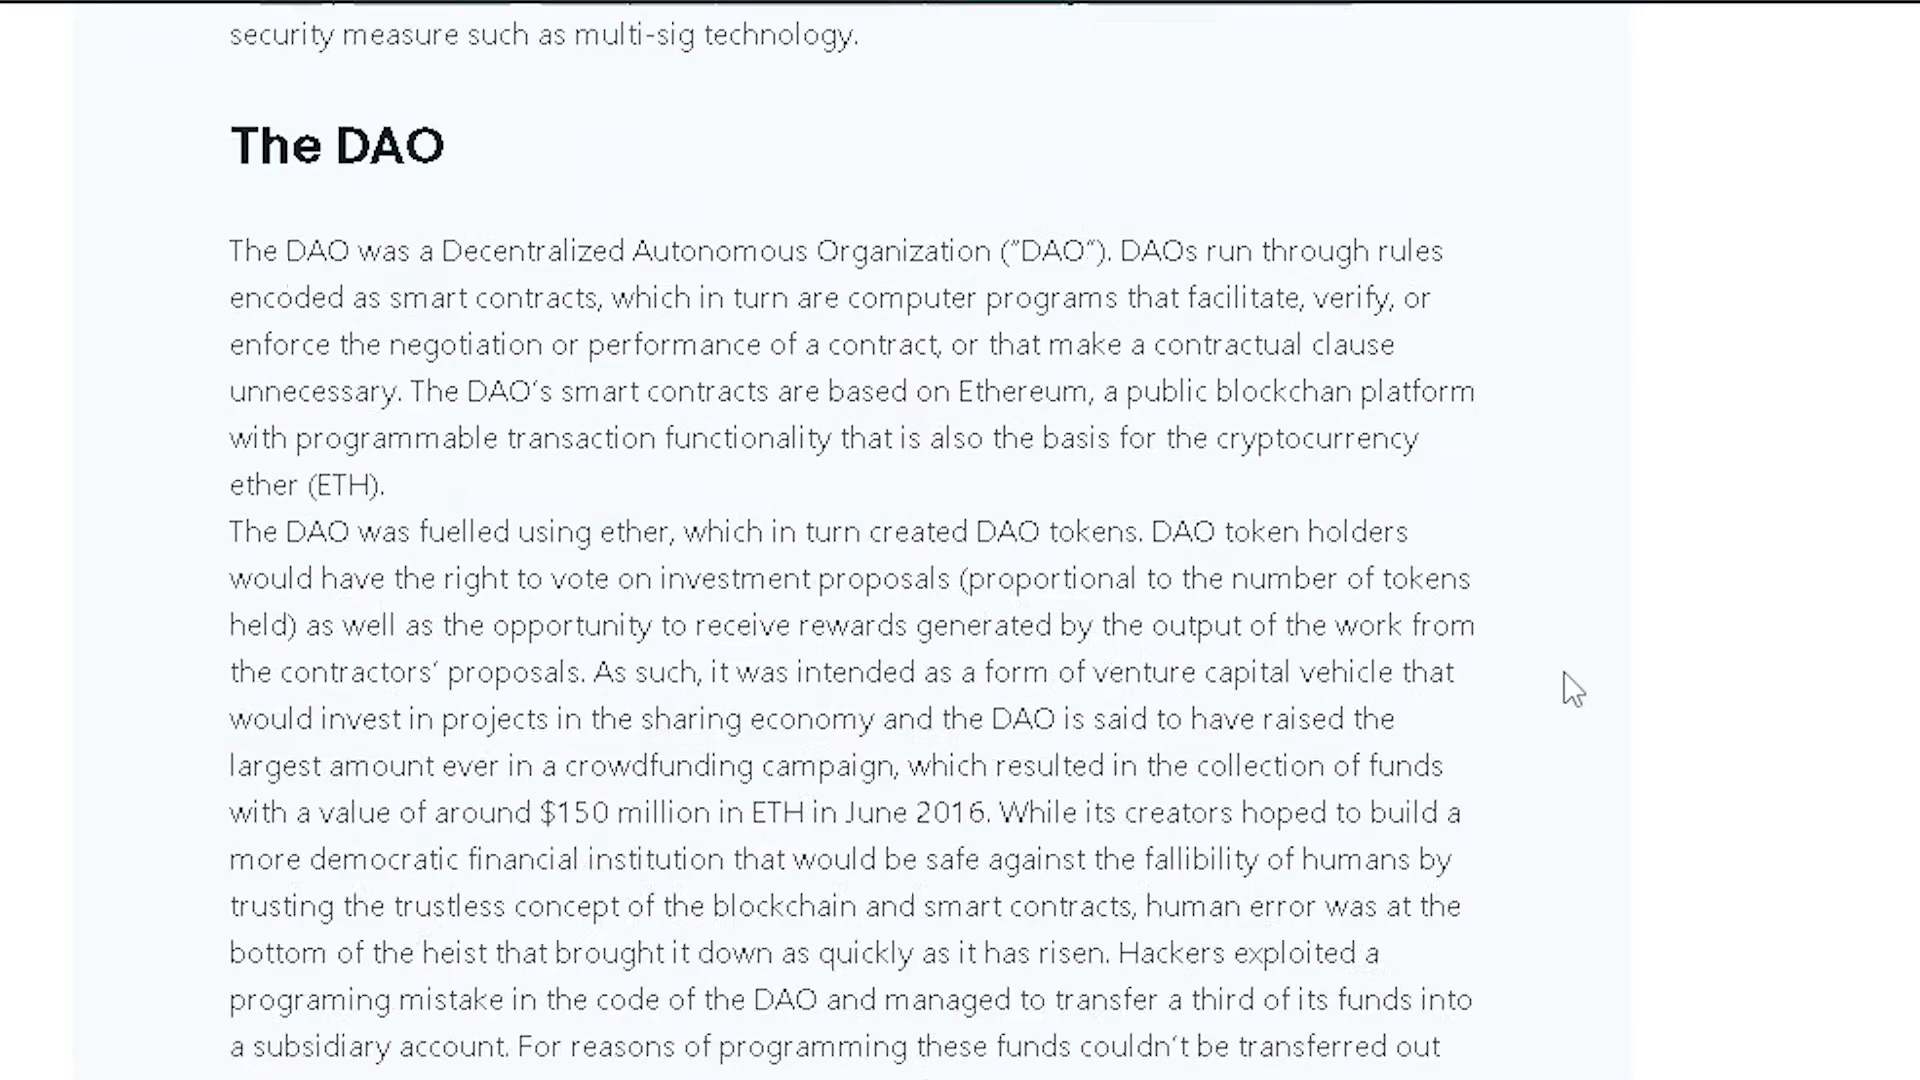 security measure such as multi-sig technology.
The DAO
The DAO was a Decentralized Autonomous Organization (“DAO”). DAOs run through rules
encoded as smart contracts, which in turn are computer programs that facilitate, verify, or
enforce the negotiation or performance of a contract, or that make a contractual clause
unnecessary. The DAO’s smart contracts are based on Ethereum, a public blockchan platform
with programmable transaction functionality that is also the basis for the cryptocurrency
ether (ETH).
The DAO was fuelled using ether, which in turn created DAO tokens. DAO token holders
would have the right to vote on investment proposals (proportional to the number of tokens
held) as well as the opportunity to receive rewards generated by the output of the work from
the contractors’ proposals. As such, it was intended as a form of venture capital vehicle that
would invest in projects in the sharing economy and the DAO is said to have raised the
largest amount ever in a crowdfunding campaign, which resulted in the collection of funds
with a value of around $150 million in ETH in June 2016. While its creators hoped to build a
more democratic financial institution that would be safe against the fallibility of humans by
trusting the trustless concept of the blockchain and smart contracts, human error was at the
bottom of the heist that brought it down as quickly as it has risen. Hackers exploited a
programing mistake in the code of the DAO and managed to transfer a third of its funds into
a subsidiary account. For reasons of programming these funds couldn’t be transferred out